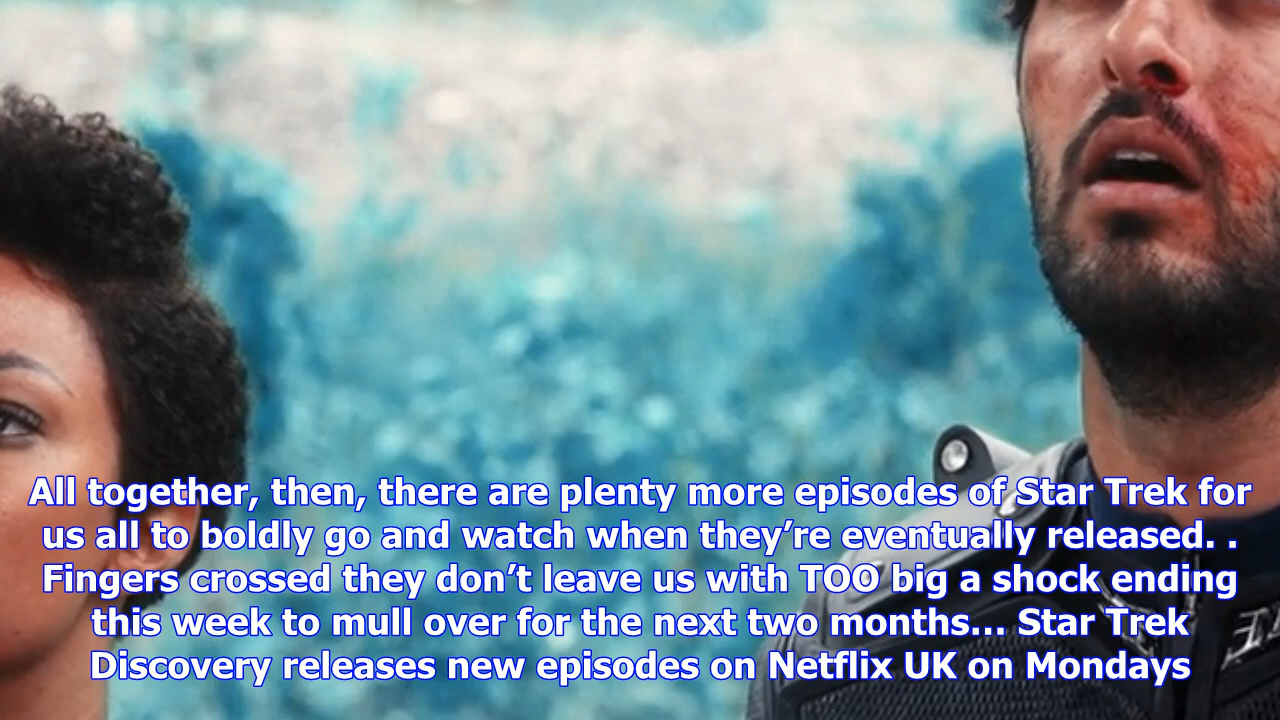 All together, then, there are plenty more episodes of Star Trek for
us all to boldly go and watch when they’re eventually released. .
Fingers crossed they don’t leave us with TOO big a shock ending
this week to mull over for the next two months... Star Trek
Discovery releases new episodes on Netflix UK on Mondays